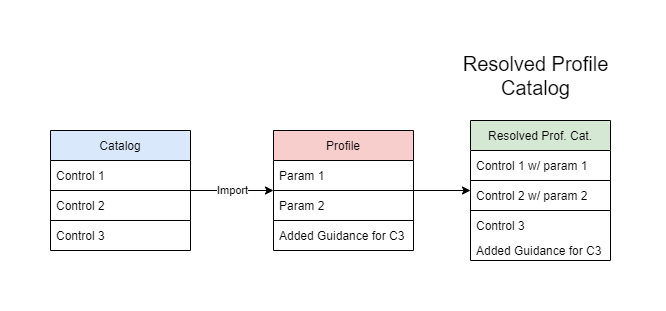 Resolved Profile
Catalog
Catalog
Control 1
Control 2
Control 3
Import
Profile
Param 1
Param 2
Added Guidance for C3
Resolved Prof. Cat.
Control 1 w/ param 1
Control 2 w/ param 2
Control 3
Added Guidance for C3